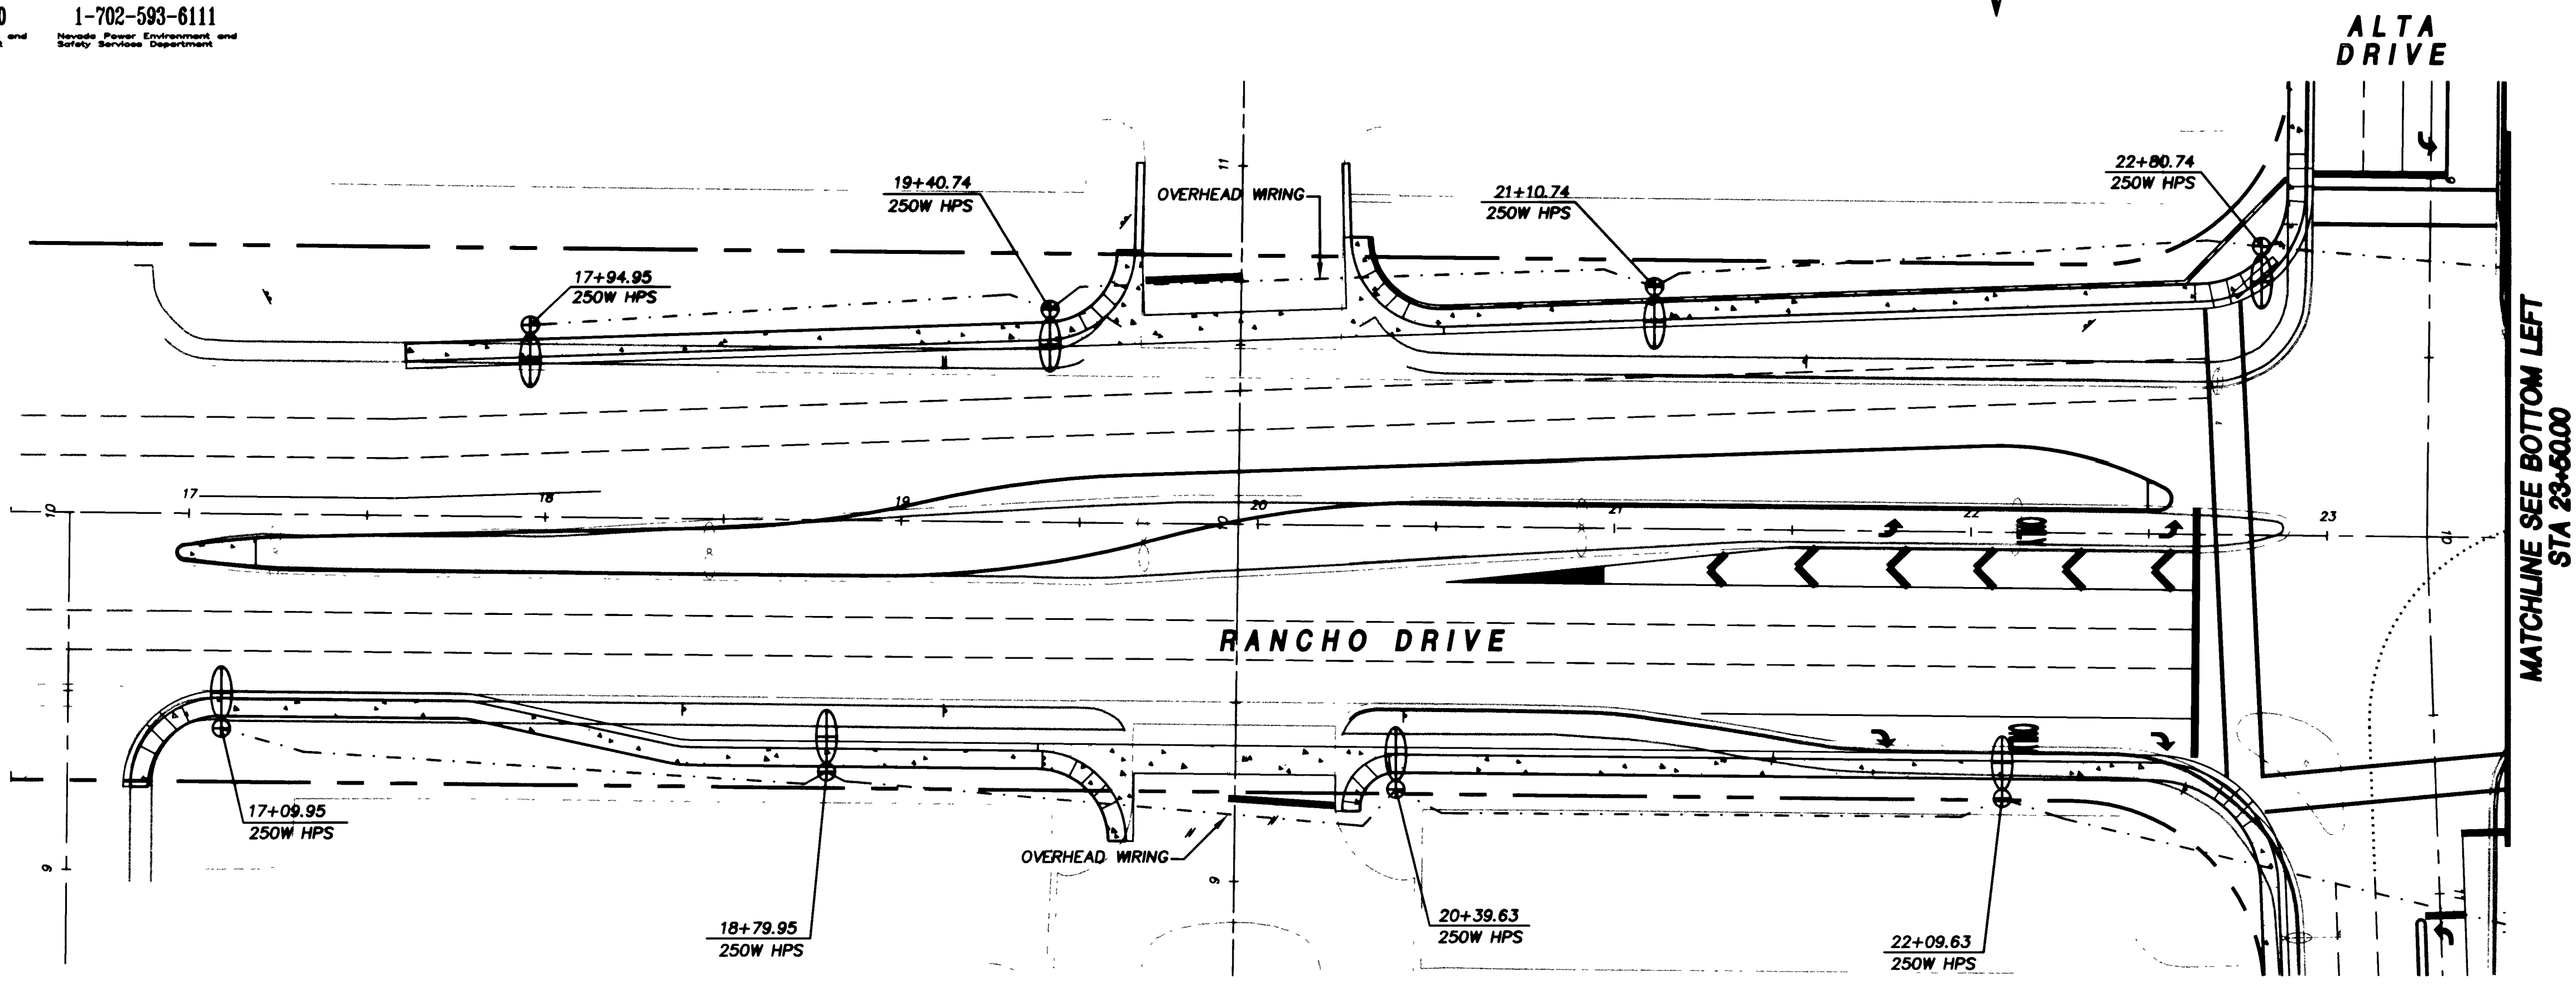 0
1-702-593-6111
and
Nevada Power Environment and
Safety Services Department
ALTA
DRIVE
22+80.74
250W HPS
19+40.74
250W HPS
OVERHEAD WIRING
11
21+10.74
250W HPS
17+94.95
250W HPS
MATCHLINE SEE BOTTOM LEFT
STA 23+50.00
17
18
19
20
21
22
23
10
10
10
RANCHO DRIVE
17+09.95
250W HPS
OVERHEAD WIRING
9
9
11
18+79.95
250W HPS
20+39.63
250W HPS
22+09.63
250W HPS